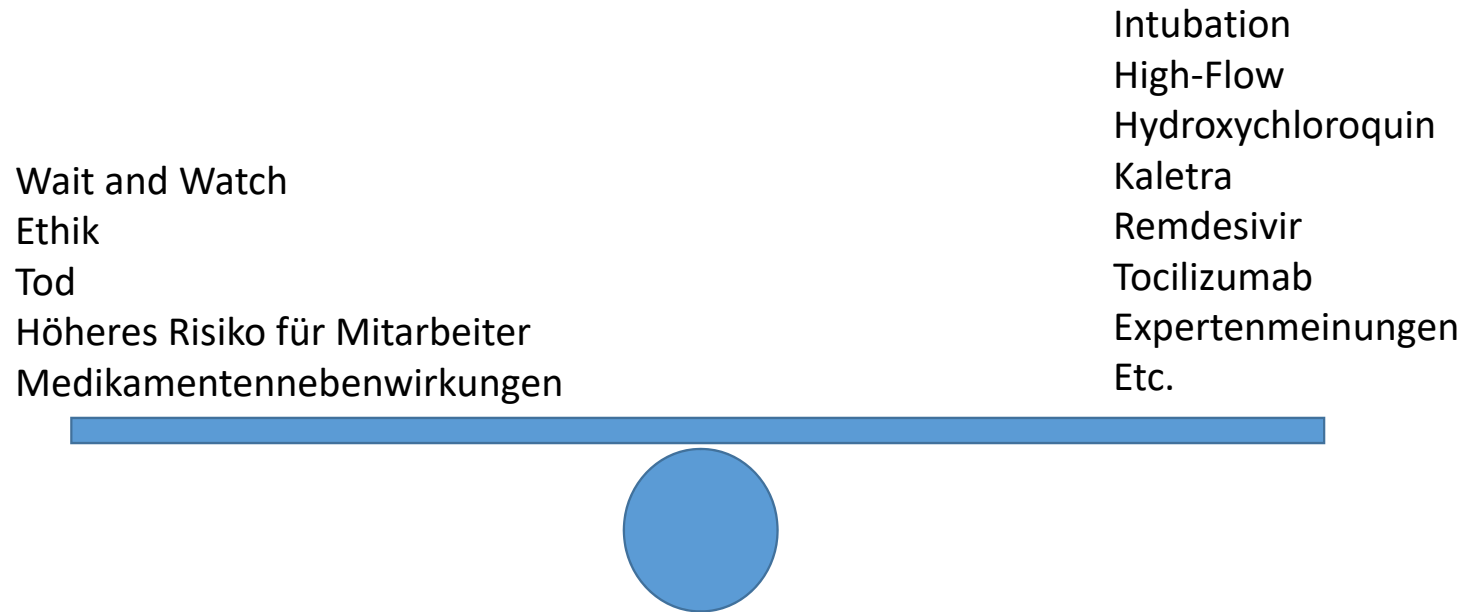 Wait and Watch
Ethik
Tod
Höheres Risiko für Mitarbeiter
Medikamentennebenwirkungen
Intubation
High-Flow
Hydroxychloroquin
Kaletra
Remdesivir
Tocilizumab
Expertenmeinungen
Etc.